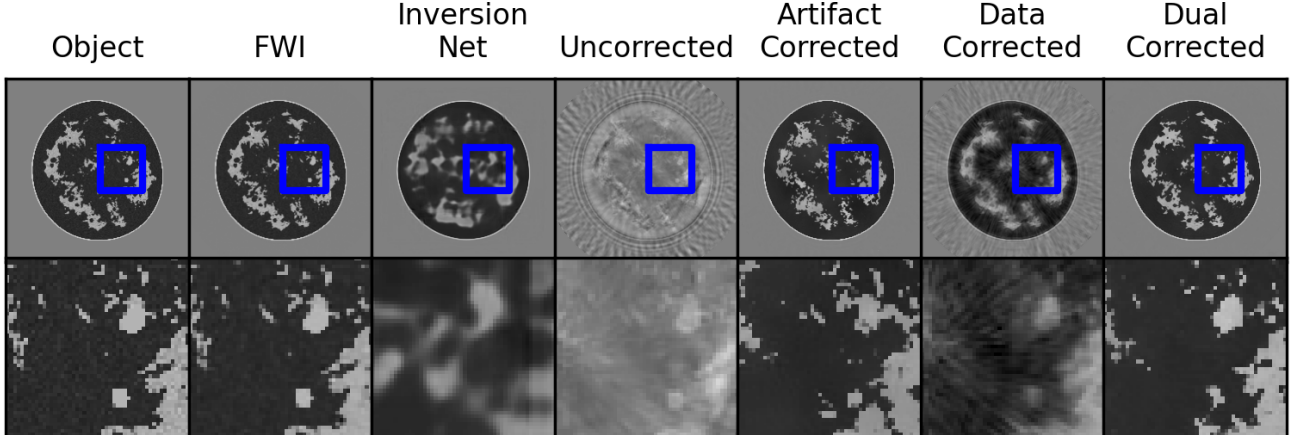 Object
FWI
Inversion
Net
Uncorrected
Artifact
Corrected
Data
Corrected
Dual
Corrected